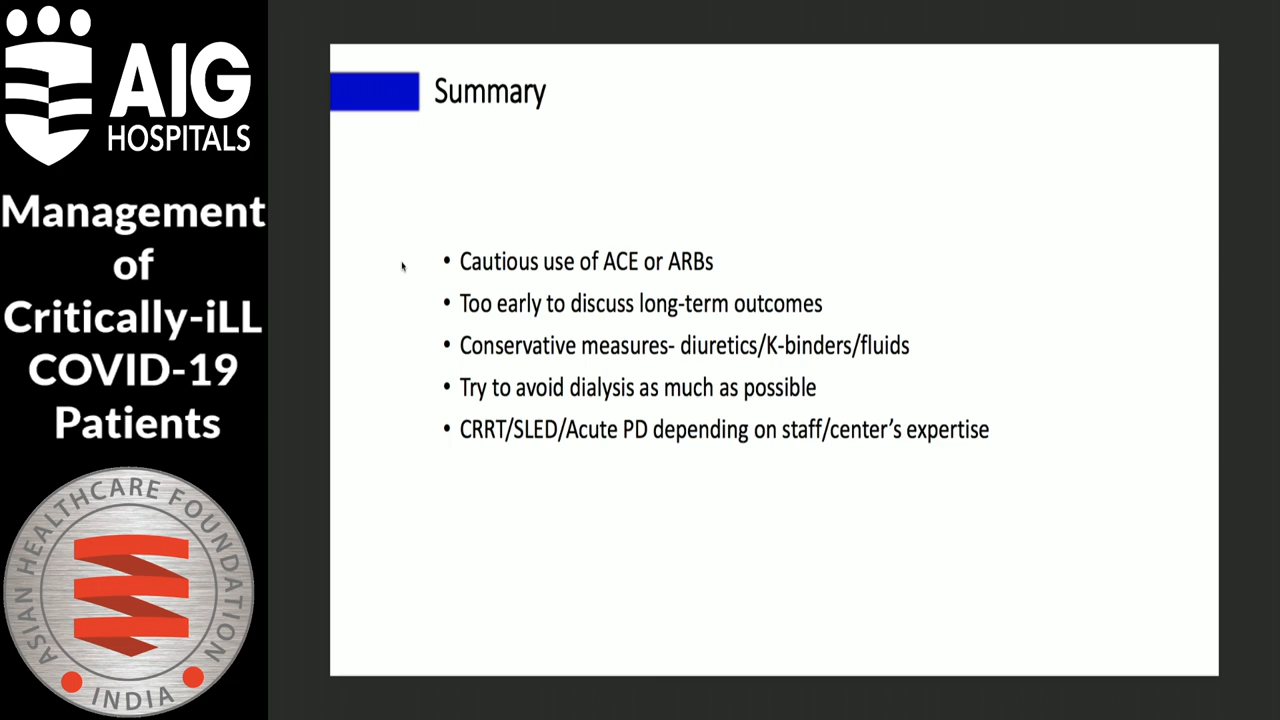 AIG
HOSPITALS
Management
of
Critically-iLL
COVID-19
Patients
ASIAN HEALTHCARE FOUNDATION
INDIA
Summary
• Cautious use of ACE or ARBs
• Too early to discuss long-term outcomes
• Conservative measures- diuretics/K-binders/fluids
• Try to avoid dialysis as much as possible
• CRRT/SLED/Acute PD depending on staff/center’s expertise